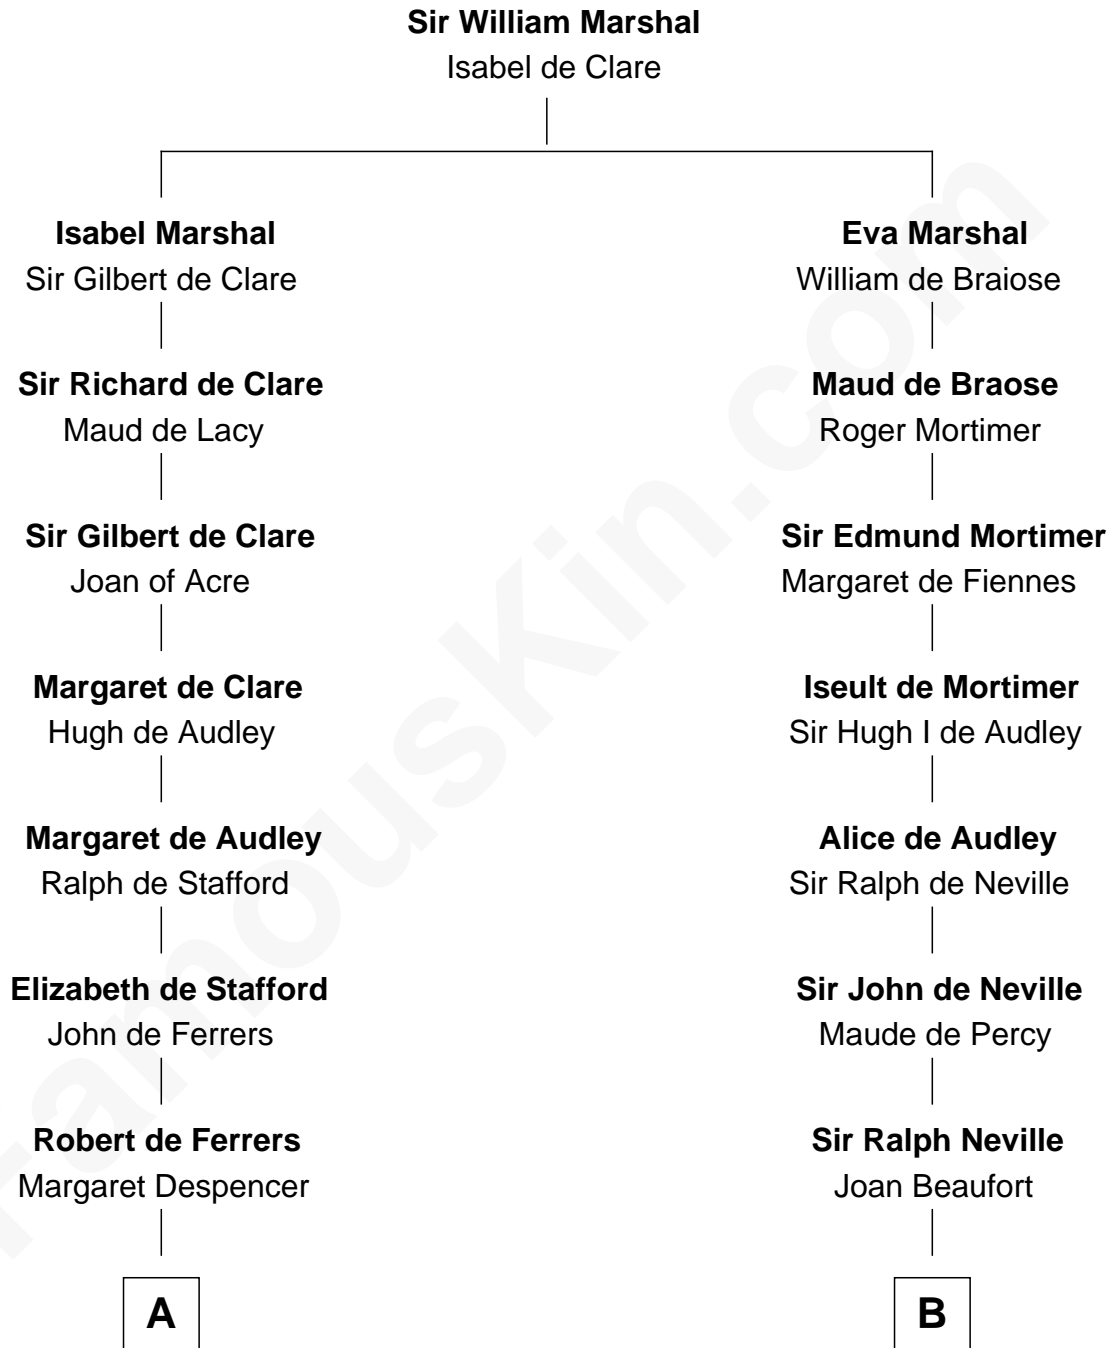 Sir William Marshal
Isabel de Clare
Isabel Marshal
Sir Gilbert de Clare
Eva Marshal
William de Braiose
Sir Richard de Clare
Maud de Lacy
Maud de Braose
Roger Mortimer
Sir Gilbert de Clare
Joan of Acre
Sir Edmund Mortimer
Margaret de Fiennes
Margaret de Clare
Hugh de Audley
Iseult de Mortimer
Sir Hugh I de Audley
Margaret de Audley
Ralph de Stafford
Alice de Audley
Sir Ralph de Neville
Elizabeth de Stafford
John de Ferrers
Sir John de Neville
Maude de Percy
Robert de Ferrers
Margaret Despencer
Sir Ralph Neville
Joan Beaufort
A
B
FamousKin.com